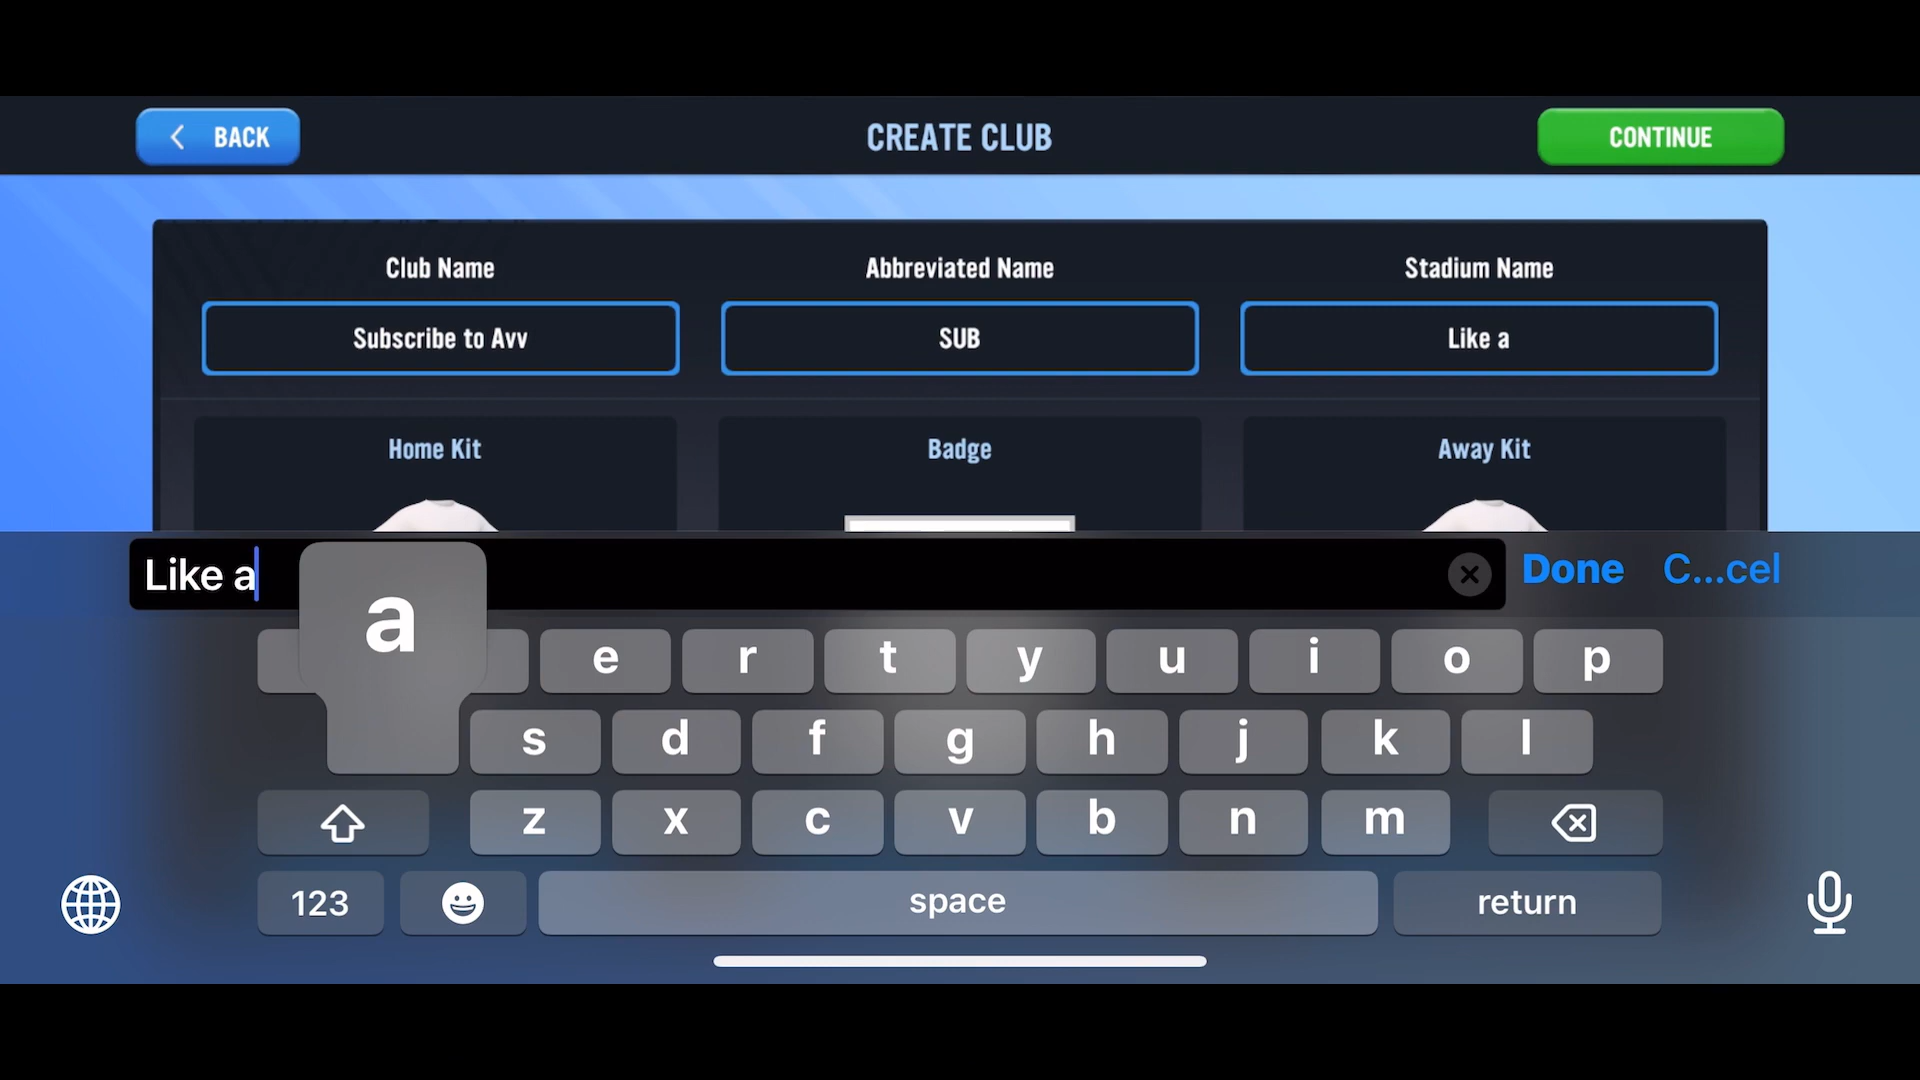 BACK
CREATE CLUB
CONTINUE
Club Name
Abbreviated Name
Stadium Name
Subscribe to Avv
SUB
Like a
Home Kit
Badge
Away Kit
Like a
Done
C...cel
a
e r t y u i o p
s d f g h j k l
z x c v b n m
123
space
return